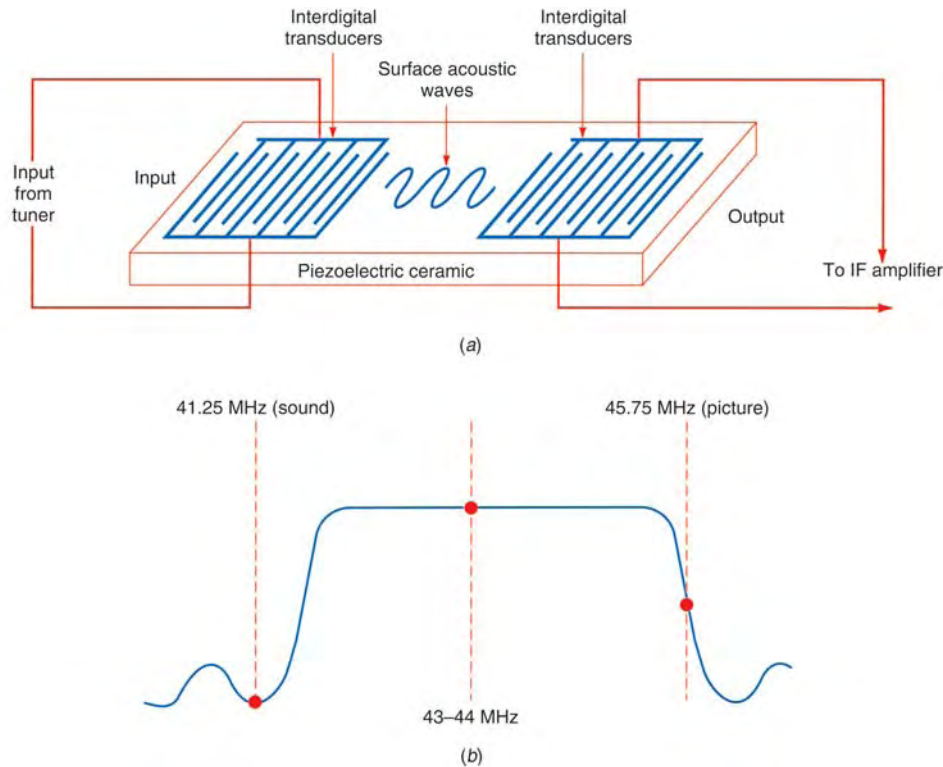 Interdigital
transducers
Interdigital
transducers
Surface acoustic
waves
Input
from
tuner
Input
Output
Piezoelectric ceramic
To IF amplifier
(a)
41.25 MHz (sound)
45.75 MHz (picture)
43–44 MHz
(b)